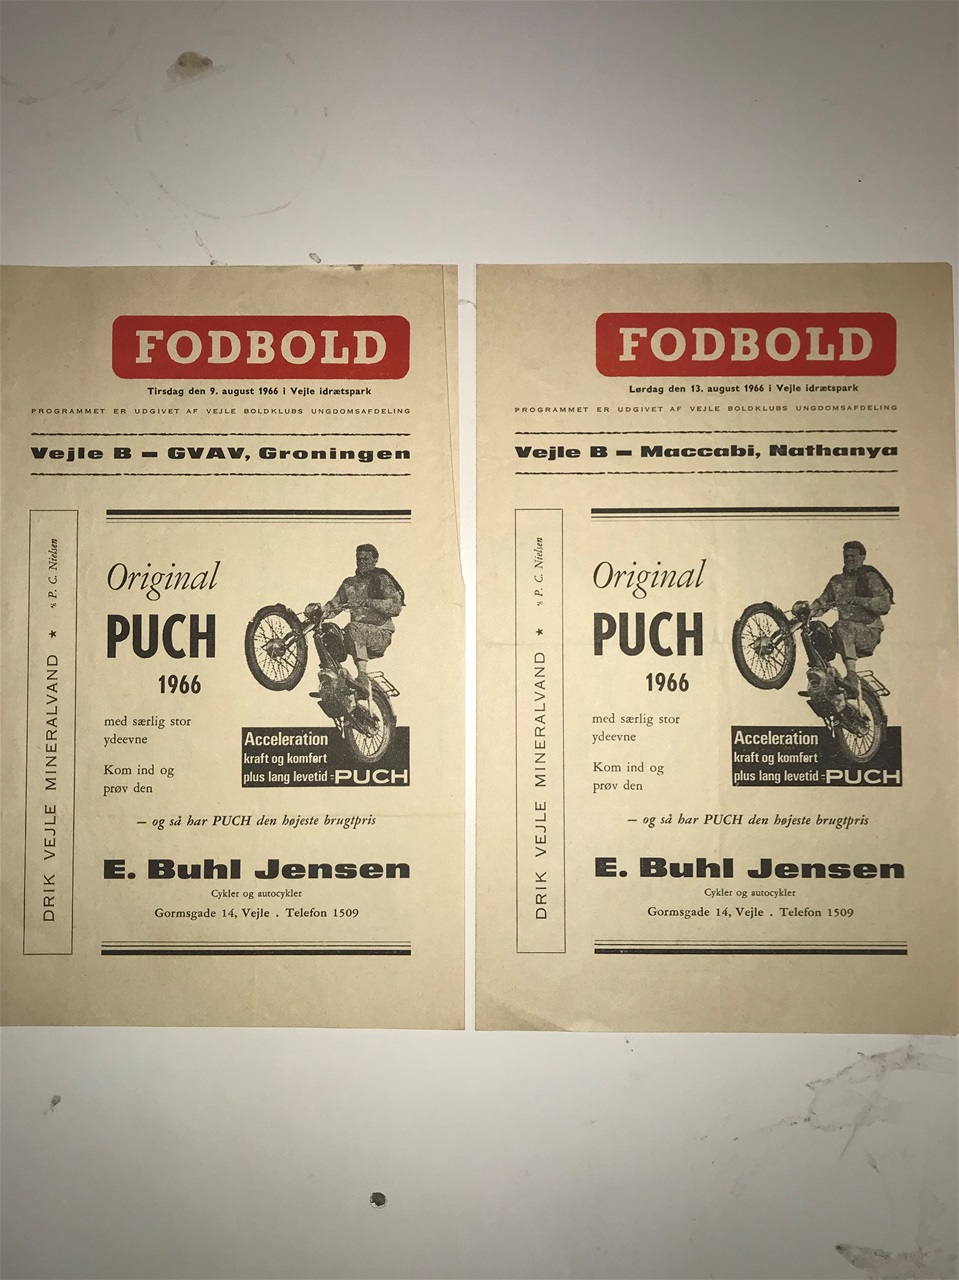 FODBOLD
Tirsdag den 9. august 1966 i Vejle idrætspark
PROGRAMMET ER UDGIVET AF VEJLE BOLDKLUBS UNGDOMSAFDELING
Vejle B – GVAV, Groningen
DRIK VEJLE MINERALVAND ★ % P. C. Nielsen
Original
PUCH
1966
med særlig stor
ydeevne
Kom ind og
prøv den
Acceleration
kraft og komfort
plus lang levetid = PUCH
– og så har PUCH den højeste brugtpris
E. Buhl Jensen
Cykler og autocykler
Gormsgade 14, Vejle . Telefon 1509
FODBOLD
Lørdag den 13. august 1966 i Vejle idrætspark
PROGRAMMET ER UDGIVET AF VEJLE BOLDKLUBS UNGDOMSAFDELING
Vejle B – Maccabi, Nathanya
DRIK VEJLE MINERALVAND ★ % P. C. Nielsen
Original
PUCH
1966
med særlig stor
ydeevne
Kom ind og
prøv den
Acceleration
kraft og komfort
plus lang levetid = PUCH
– og så har PUCH den højeste brugtpris
E. Buhl Jensen
Cykler og autocykler
Gormsgade 14, Vejle . Telefon 1509